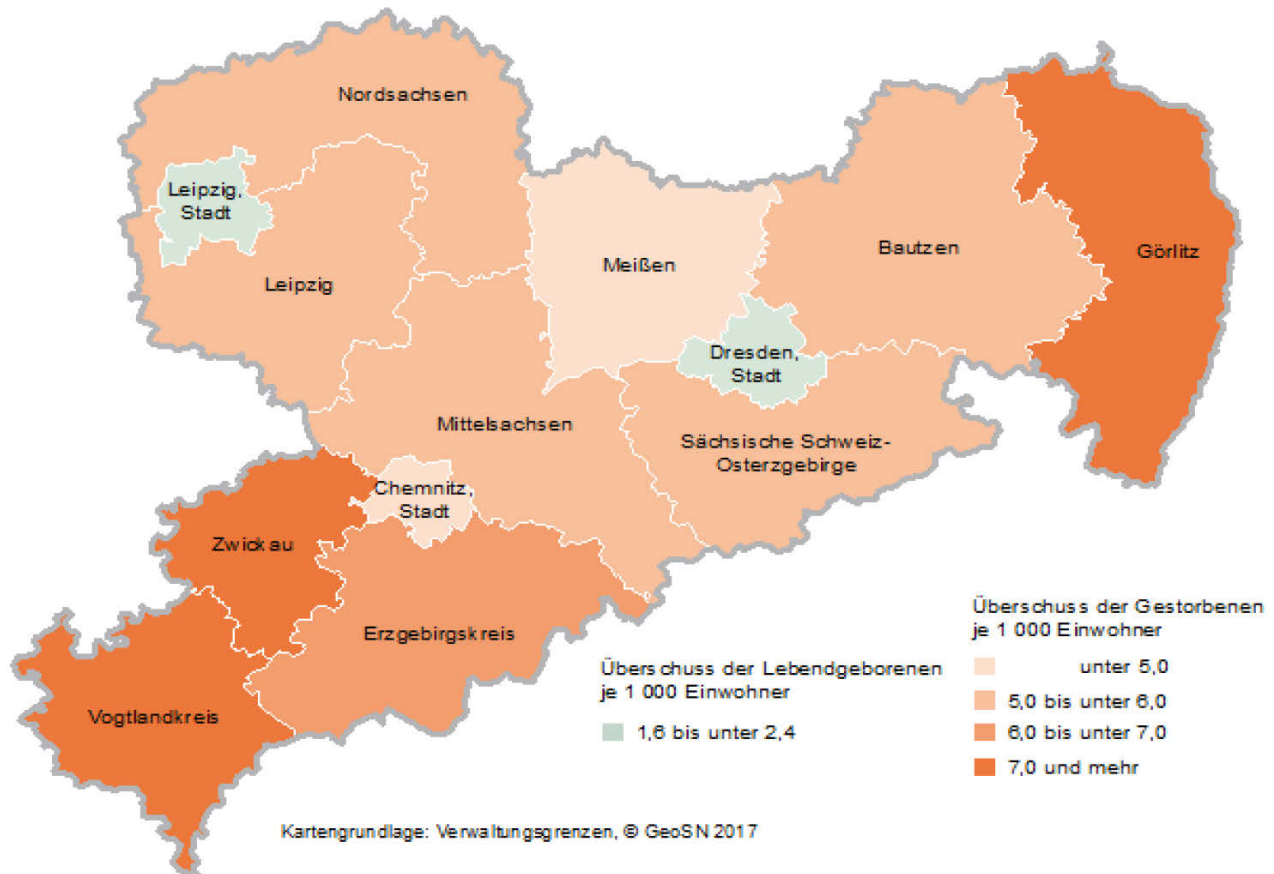 Nordsachsen
Leipzig,
Stadt
Leipzig
Meißen
Bautzen
Görlitz
Dresden,
Stadt
Mittelsachsen
Sächsische Schweiz-
Osterzgebirge
Chemnitz,
Stadt
Zwickau
Erzgebirgskreis
Vogtlandkreis
Überschuss der Lebendgeborenen
je 1 000 Einwohner
1,6 bis unter 2,4
Überschuss der Gestorbenen
je 1 000 Einwohner
unter 5,0
5,0 bis unter 6,0
6,0 bis unter 7,0
7,0 und mehr
Kartengrundlage: Verwaltungsgrenzen, © GeoSN 2017